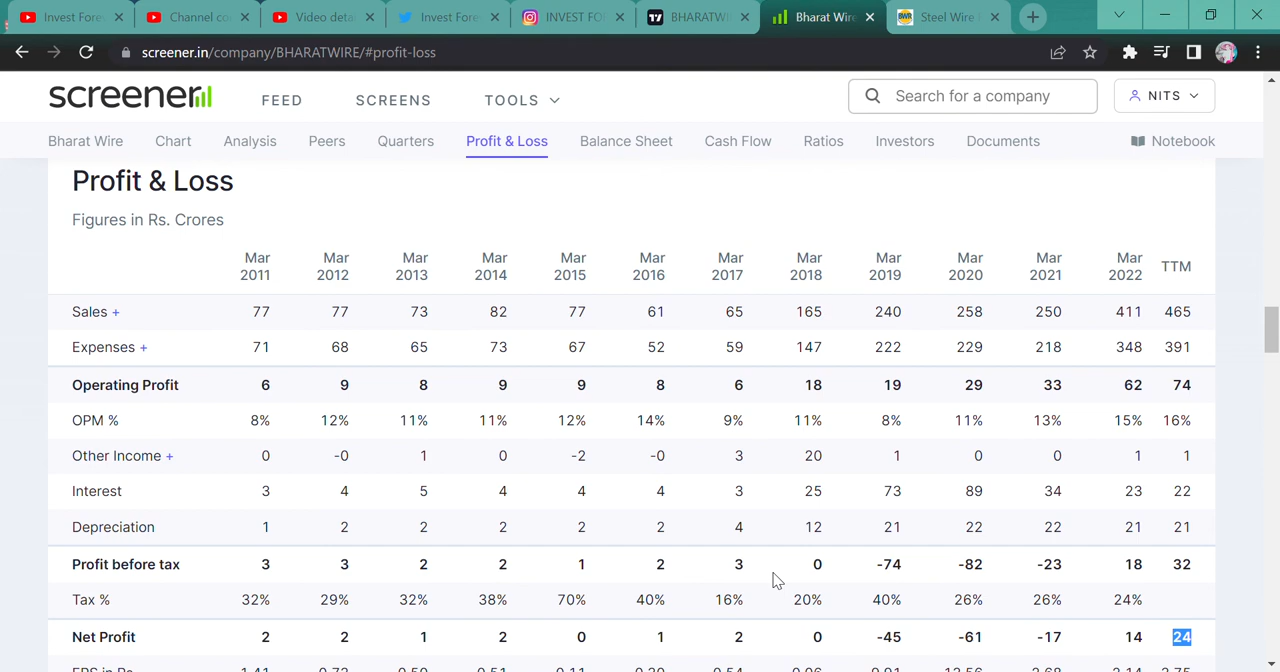 Invest Fores
Channel co
Video deta
Invest Fore
INVEST FO
BHARATWI
Bharat Wire
BWR
Steel Wire
screener.in/company/BHARATWIRE/#profit-loss
screener
FEED
SCREENS
TOOLS
Search for a company
NITS
Bharat Wire Chart Analysis Peers Quarters Profit & Loss Balance Sheet Cash Flow Ratios Investors Documents Notebook
Profit & Loss
Figures in Rs. Crores
Mar 2011 Mar 2012 Mar 2013 Mar 2014 Mar 2015 Mar 2016 Mar 2017 Mar 2018 Mar 2019 Mar 2020 Mar 2021 Mar 2022 TTM
Sales + 77 77 73 82 77 61 65 165 240 258 250 411 465
Expenses + 71 68 65 73 67 52 59 147 222 229 218 348 391
Operating Profit 6 9 8 9 9 8 6 18 19 29 33 62 74
OPM % 8% 12% 11% 11% 12% 14% 9% 11% 8% 11% 13% 15% 16%
Other Income + 0 -0 1 0 -2 -0 3 20 1 0 0 1 1
Interest 3 4 5 4 4 4 3 25 73 89 34 23 22
Depreciation 1 2 2 2 2 2 4 12 21 22 22 21 21
Profit before tax 3 3 2 2 1 2 3 0 -74 -82 -23 18 32
Tax % 32% 29% 32% 38% 70% 40% 16% 20% 40% 26% 26% 24%
Net Profit 2 2 1 2 0 1 2 0 -45 -61 -17 14 24